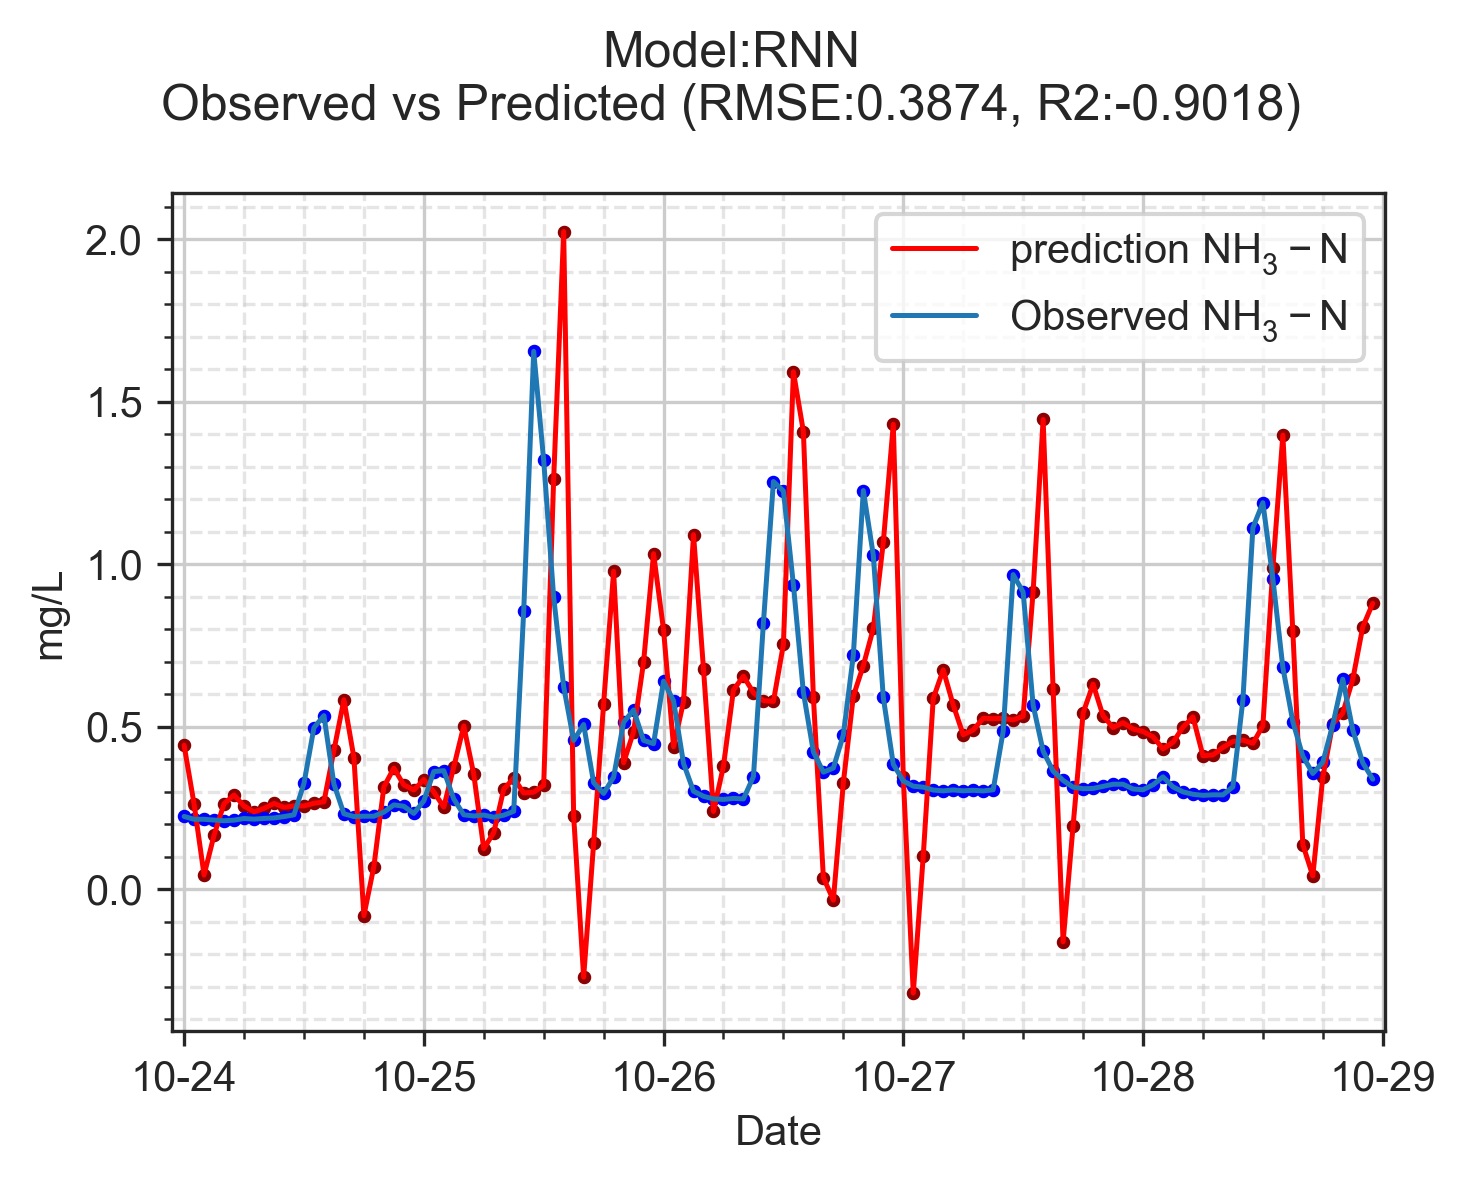 Model:RNN
Observed vs Predicted (RMSE:0.3874, R2:-0.9018)
prediction NH₃ − N
Observed NH₃ − N
2.0
1.5
1.0
0.5
0.0
mg/L
10-24 10-25 10-26 10-27 10-28 10-29
Date